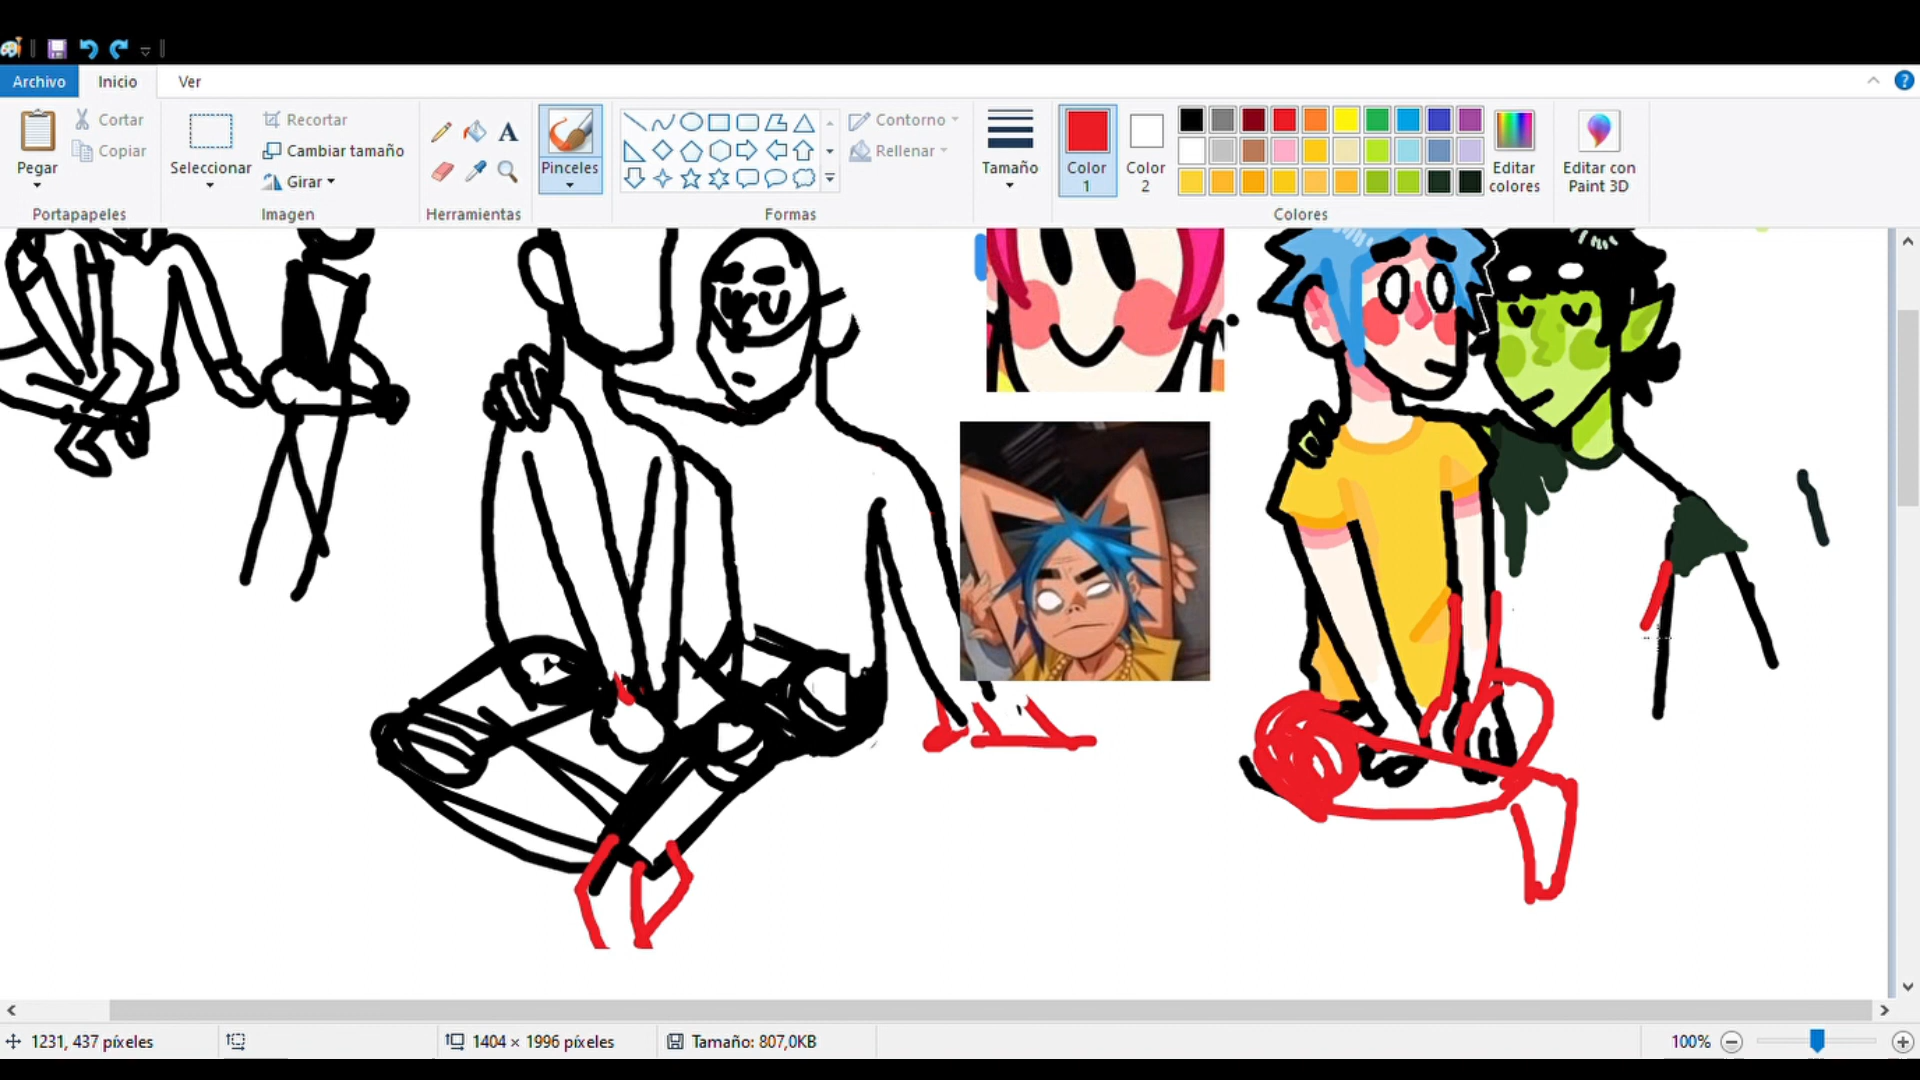 Archivo Inicio Ver
Pegar
Cortar
Copiar
Portapapeles
Seleccionar
Recortar
Cambiar tamaño
Girar
Imagen
A
Herramientas
Pinceles
Contorno
Rellenar
Formas
Tamaño
Color
1
Color
2
Editar
colores
Colores
Editar con
Paint 3D
?
1231, 437 píxeles
1404 × 1996 píxeles
Tamaño: 807,0KB
100%